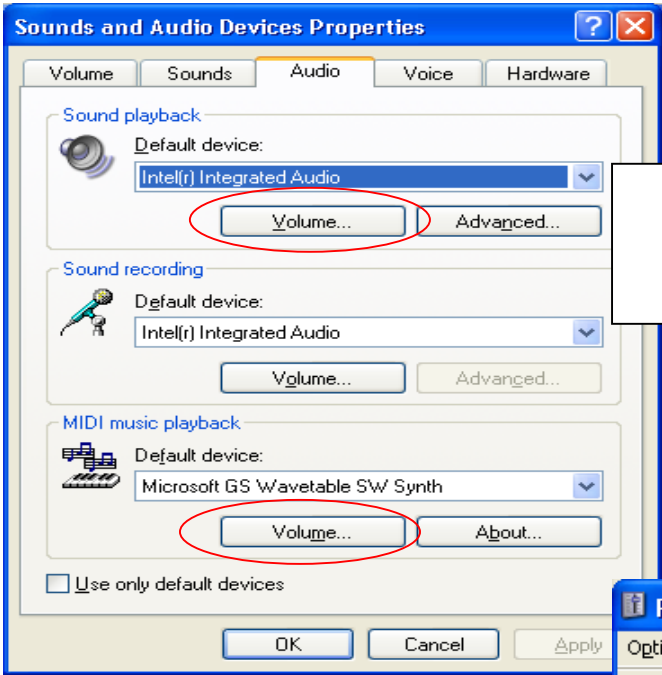 Sounds and Audio Devices Properties
Volume Sounds Audio Voice Hardware
Sound playback
Default device:
Intel(r) Integrated Audio
Volume... Advanced...
Sound recording
Default device:
Intel(r) Integrated Audio
Volume... Advanced...
MIDI music playback
Default device:
Microsoft GS Wavetable SW Synth
Volume... About...
Use only default devices
OK Cancel Apply